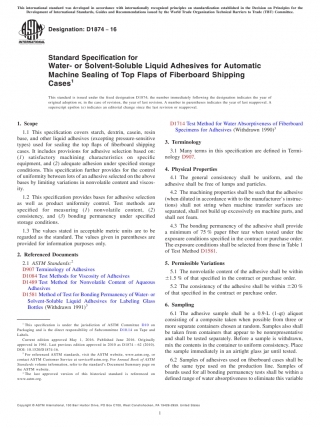 This international standard was developed in accordance with internationally recognized principles on standardization established in the Decision on Principles for the
Development of International Standards, Guides and Recommendations issued by the World Trade Organization Technical Barriers to Trade (TBT) Committee.
Designation: D1874 − 16
Standard Specification for
Water- or Solvent-Soluble Liquid Adhesives for Automatic
Machine Sealing of Top Flaps of Fiberboard Shipping
Cases1
This standard is issued under the fixed designation D1874; the number immediately following the designation indicates the year of
original adoption or, in the case of revision, the year of last revision. A number in parentheses indicates the year of last reapproval. A
superscript epsilon (ε) indicates an editorial change since the last revision or reapproval.
1. Scope
1.1 This specification covers starch, dextrin, casein, resin
base, and other liquid adhesives (excepting pressure-sensitive
types) used for sealing the top flaps of fiberboard shipping
cases. It includes provisions for adhesive selection based on:
(1) satisfactory machining characteristics on specific
equipment, and (2) adequate adhesion under specified storage
conditions. This specification further provides for the control
of uniformity between lots of an adhesive selected on the above
bases by limiting variations in nonvolatile content and viscos-
ity.
1.2 This specification provides bases for adhesive selection
as well as product uniformity control. Test methods are
specified for measuring (1) nonvolatile content, (2)
consistency, and (3) bonding permanency under specified
storage conditions.
1.3 The values stated in acceptable metric units are to be
regarded as the standard. The values given in parentheses are
provided for information purposes only.
2. Referenced Documents
2.1 ASTM Standards:2
D907 Terminology of Adhesives
D1084 Test Methods for Viscosity of Adhesives
D1489 Test Method for Nonvolatile Content of Aqueous
Adhesives
D1581 Method of Test for Bonding Permanency of Water- or
Solvent-Soluble Liquid Adhesives for Labeling Glass
Bottles (Withdrawn 1991)3
1 This specification is under the jurisdiction of ASTM Committee D10 on
Packaging and is the direct responsibility of Subcommittee D10.24 on Tape and
Labels.
Current edition approved May 1, 2016. Published June 2016. Originally
approved in 1961. Last previous edition approved in 2010 as D1874 – 62 (2010).
DOI: 10.1520/D1874-16.
2 For referenced ASTM standards, visit the ASTM website, www.astm.org, or
contact ASTM Customer Service at service@astm.org. For Annual Book of ASTM
Standards volume information, refer to the standard's Document Summary page on
the ASTM website.
3 The last approved version of this historical standard is referenced on
www.astm.org.
D1714 Test Method for Water Absorptiveness of Fiberboard
Specimens for Adhesives (Withdrawn 1990)3
3. Terminology
3.1 Many terms in this specification are defined in Termi-
nology D907.
4. Physical Properties
4.1 The general consistency shall be uniform, and the
adhesive shall be free of lumps and particles.
4.2 The machining properties shall be such that the adhesive
(when diluted in accordance with to the manufacturer's instruc-
tions) shall not string when machine transfer surfaces are
separated, shall not build up excessively on machine parts, and
shall not foam.
4.3 The bonding permanency of the adhesives shall provide
a minimum of 75 % paper fiber tear when tested under the
exposure conditions specified in the contract or purchase order.
The exposure conditions shall be selected from those in Table 1
of Test Method D1581.
5. Permissible Variations
5.1 The nonvolatile content of the adhesive shall be within
±1.5 % of that specified in the contract or purchase order.
5.2 The consistency of the adhesive shall be within ±20 %
of that specified in the contract or purchase order.
6. Sampling
6.1 The adhesive sample shall be a 0.9-L (1-qt) aliquot
consisting of a composite taken when possible from three or
more separate containers chosen at random. Samples also shall
be taken from containers that appear to be nonrepresentative
and shall be tested separately. Before a sample is withdrawn,
mix the contents in the container to uniform consistency. Place
the sample immediately in an airtight glass jar until tested.
6.2 Samples of adhesives used on fiberboard cases shall be
of the same type used on the production line. Samples of
boards used for all bonding permanency tests shall be within a
defined range of water absorptiveness to eliminate this variable
Copyright © ASTM International, 100 Barr Harbor Drive, PO Box C700, West Conshohocken, PA 19428-2959. United States
1